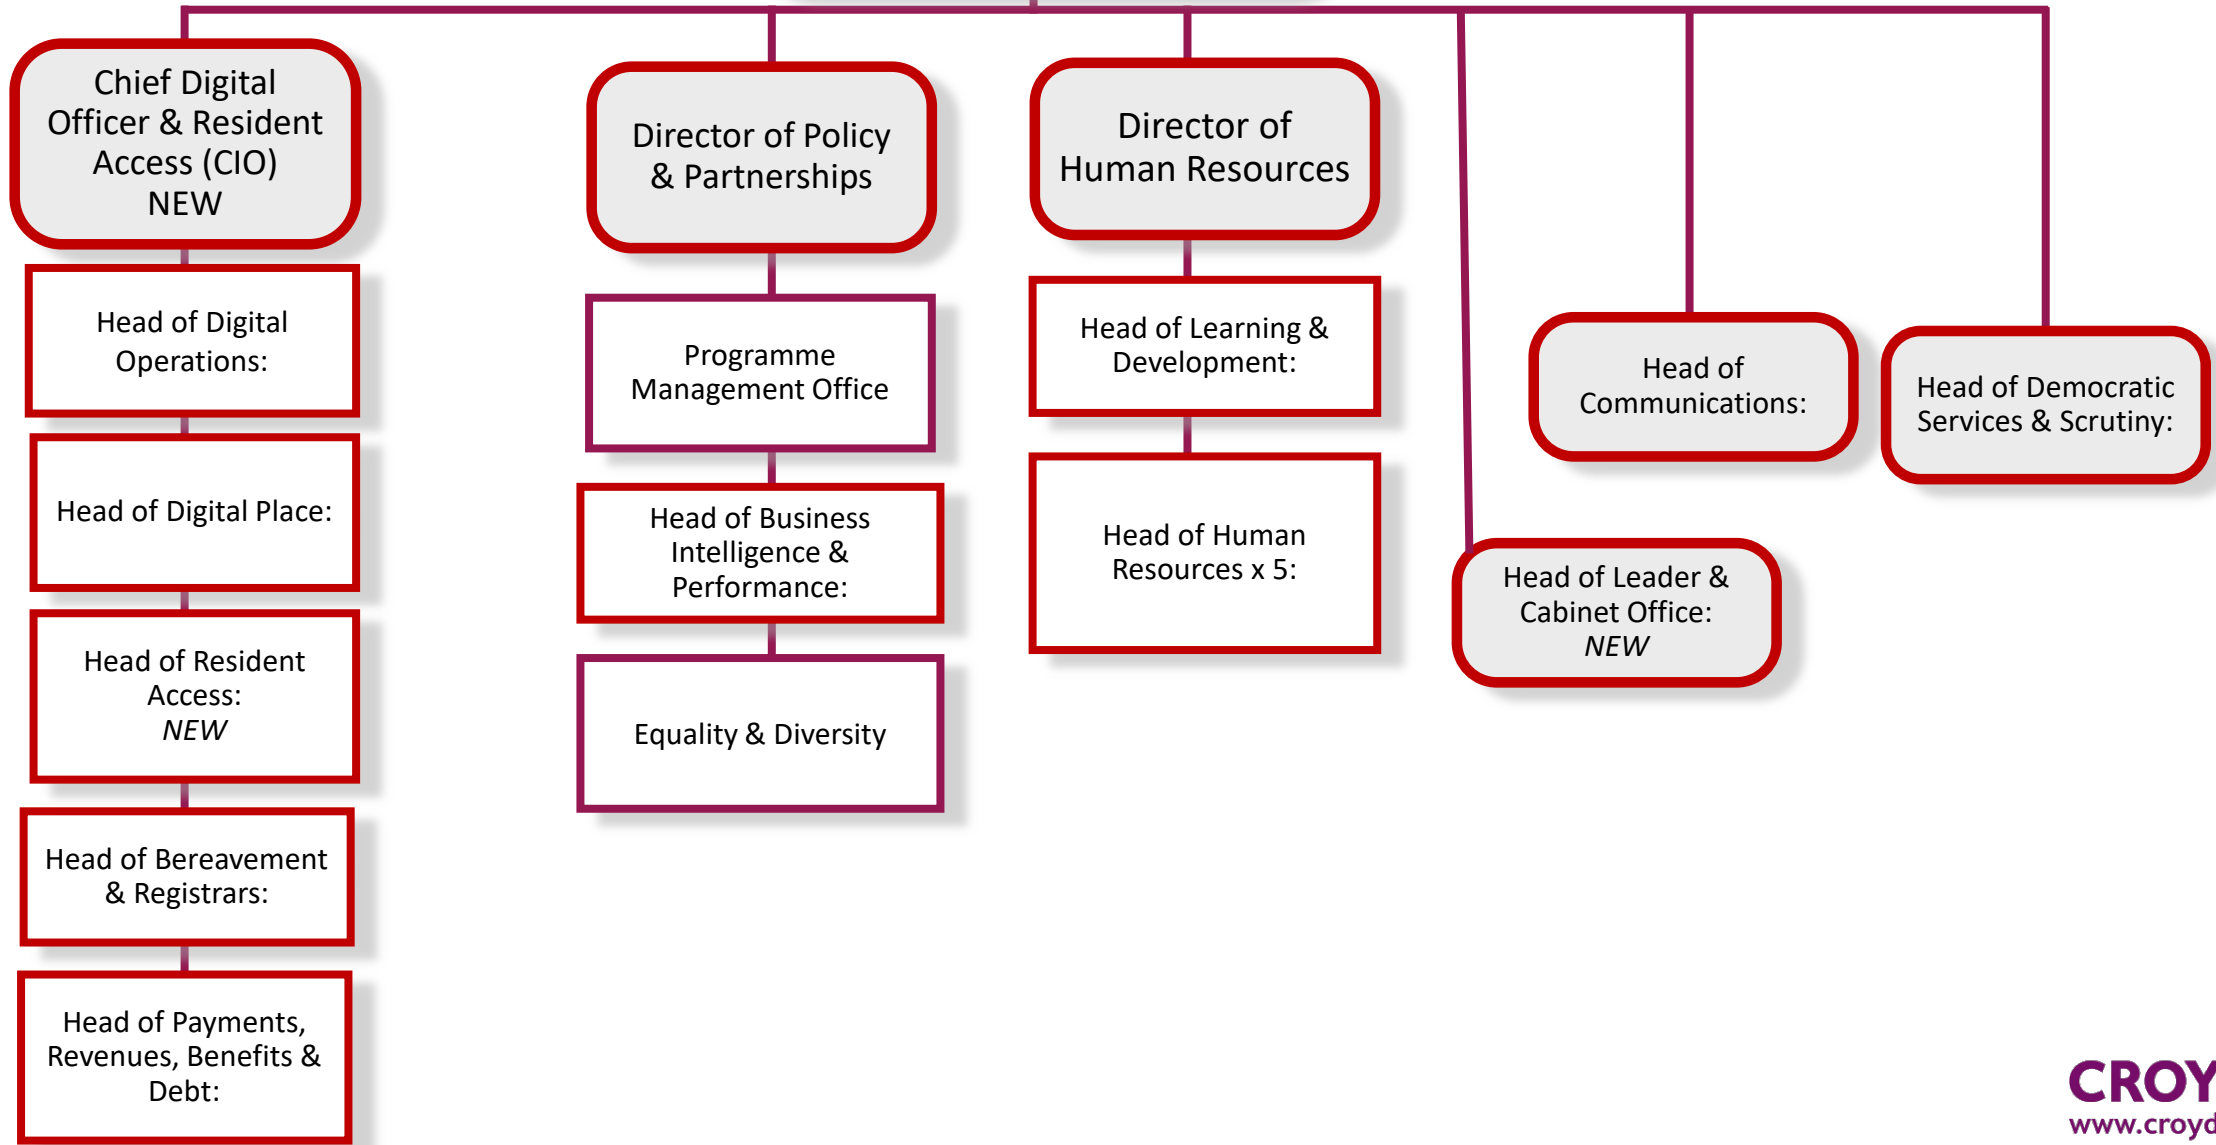 Chief Digital
Officer & Resident
Access (CIO)
NEW
Head of Digital
Operations:
Head of Digital Place:
Head of Resident
Access:
NEW
Head of Bereavement
& Registrars:
Head of Payments,
Revenues, Benefits &
Debt:
Director of Policy
& Partnerships
Programme
Management Office
Head of Business
Intelligence &
Performance:
Equality & Diversity
Director of
Human Resources
Head of Learning &
Development:
Head of Human
Resources x 5:
Head of Leader &
Cabinet Office:
NEW
Head of
Communications:
Head of Democratic
Services & Scrutiny:
CROY
www.croyd